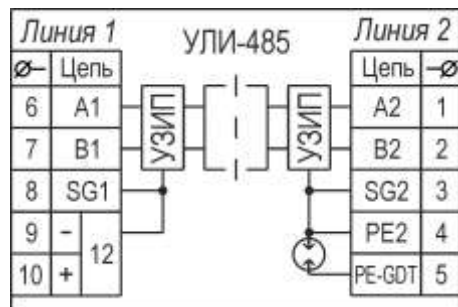 Линия 1 УЛИ-485 Линия 2
Ø– Цепь Цепь –Ø
6 A1 УЗИП УЗИП A2 1
7 B1 B2 2
8 SG1 SG2 3
9 – 12 PE2 4
10 + PE-GDT 5